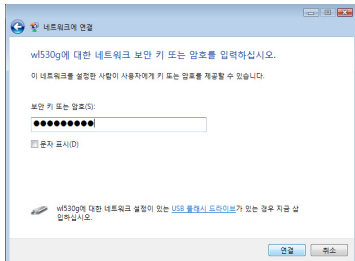 네트워크에 연결
wl530g에 대한 네트워크 보안 키 또는 암호를 입력하십시오.
이 네트워크를 설정한 사람이 사용자에게 키 또는 암호를 제공할 수 있습니다.
보안 키 또는 암호(S):
●●●●●●●●●
문자 표시(D)
wl530g에 대한 네트워크 설정이 있는 USB 플래시 드라이브가 있는 경우 지금 삽
입하십시오.
연결 취소